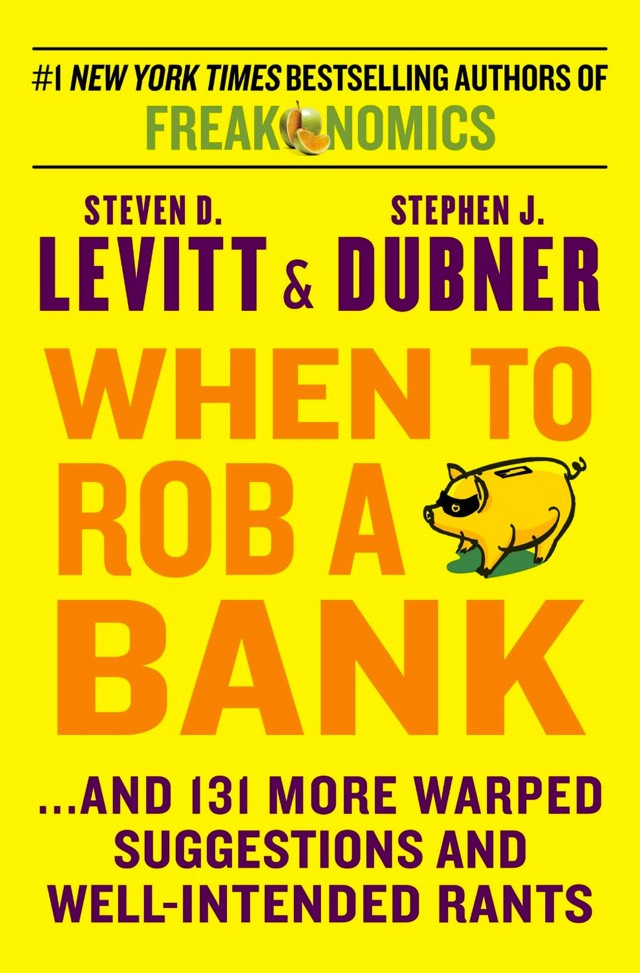 #1 NEW YORK TIMES BESTSELLING AUTHORS OF
FREAKONOMICS
STEVEN D. STEPHEN J.
LEVITT & DUBNER
WHEN TO
ROB A
BANK
...AND 131 MORE WARPED
SUGGESTIONS AND
WELL-INTENDED RANTS